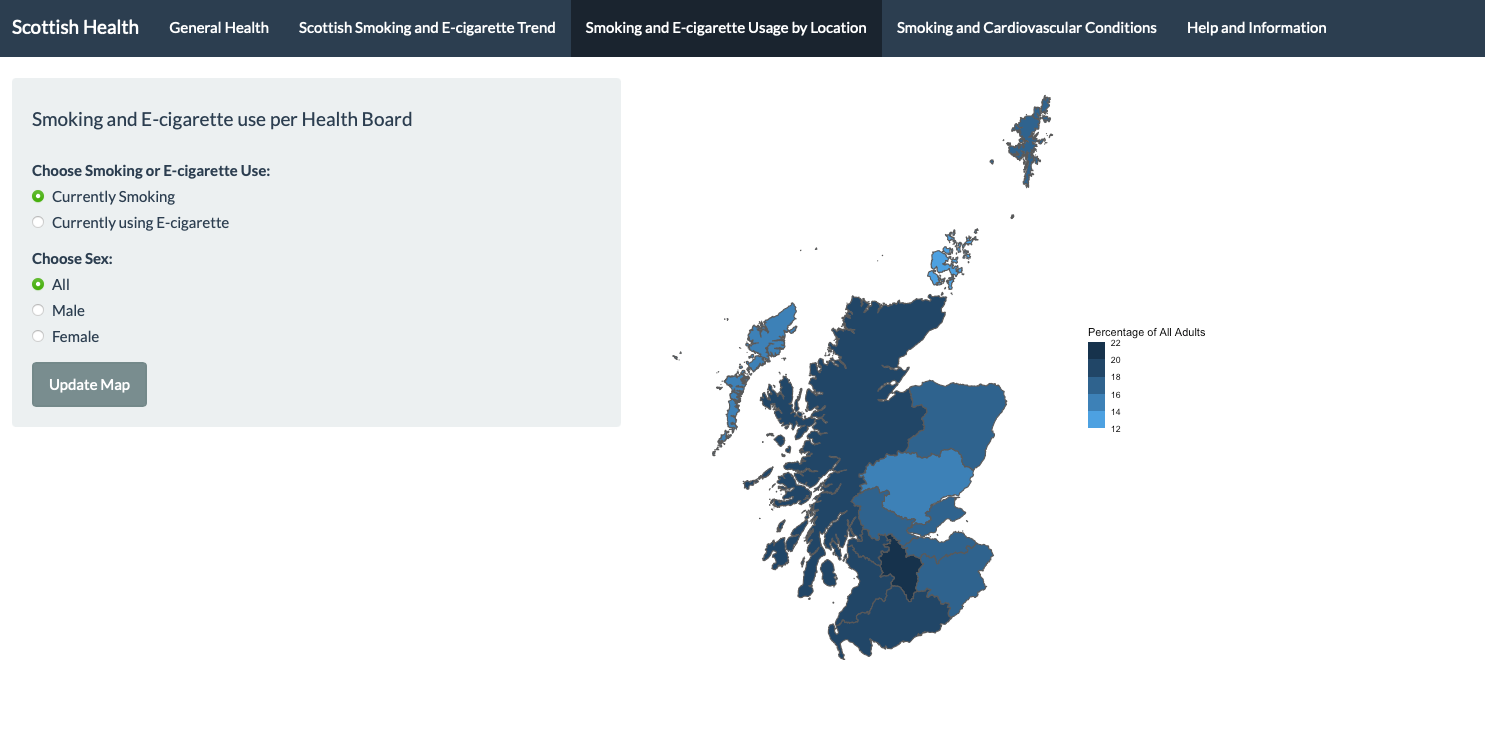 Scottish Health General Health Scottish Smoking and E-cigarette Trend Smoking and E-cigarette Usage by Location Smoking and Cardiovascular Conditions Help and Information
Smoking and E-cigarette use per Health Board
Choose Smoking or E-cigarette Use:
Currently Smoking
Currently using E-cigarette
Choose Sex:
All
Male
Female
Update Map
Percentage of All Adults
22
20
18
16
14
12